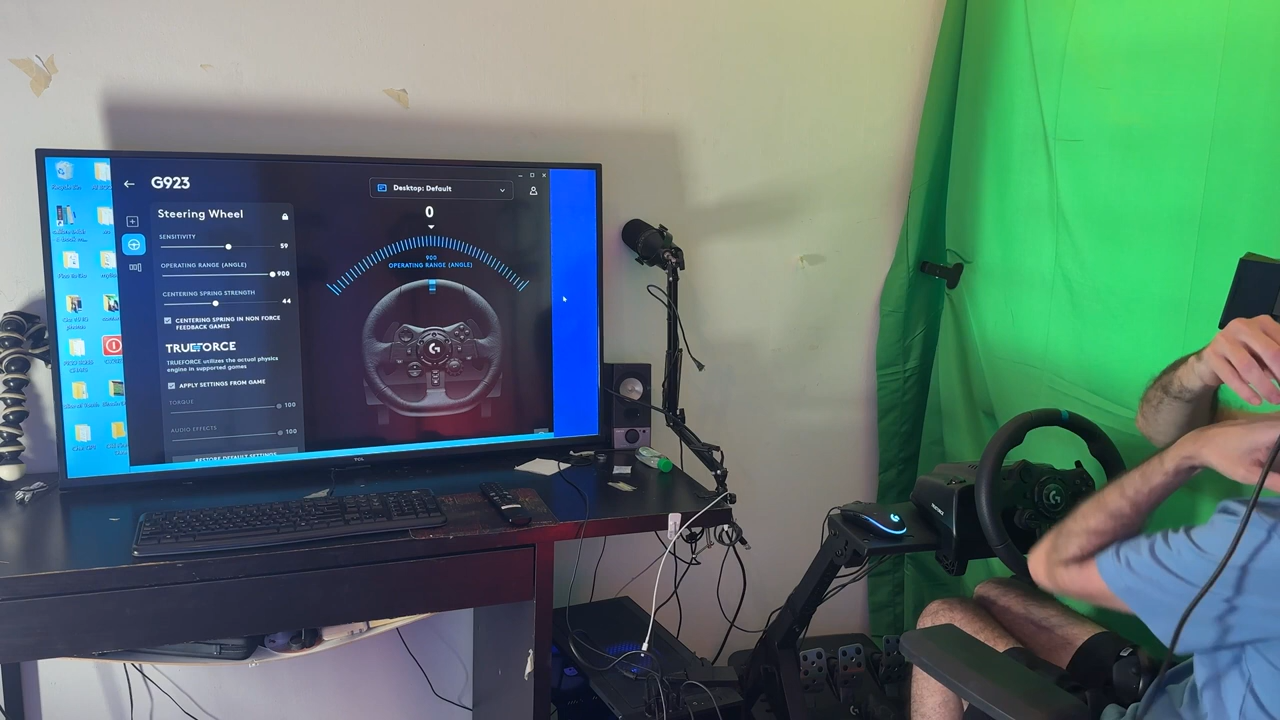 G923
Desktop: Default
Steering Wheel
SENSITIVITY
59
OPERATING RANGE (ANGLE)
900
CENTERING SPRING STRENGTH
44
CENTERING SPRING IN NON FORCE
FEEDBACK GAMES
TRUEFORCE
TRUEFORCE utilizes the actual physics
engine in supported games
APPLY SETTINGS FROM GAME
TORQUE
100
AUDIO EFFECTS
100
RESTORE DEFAULT SETTINGS
0
900
OPERATING RANGE (ANGLE)
TCL